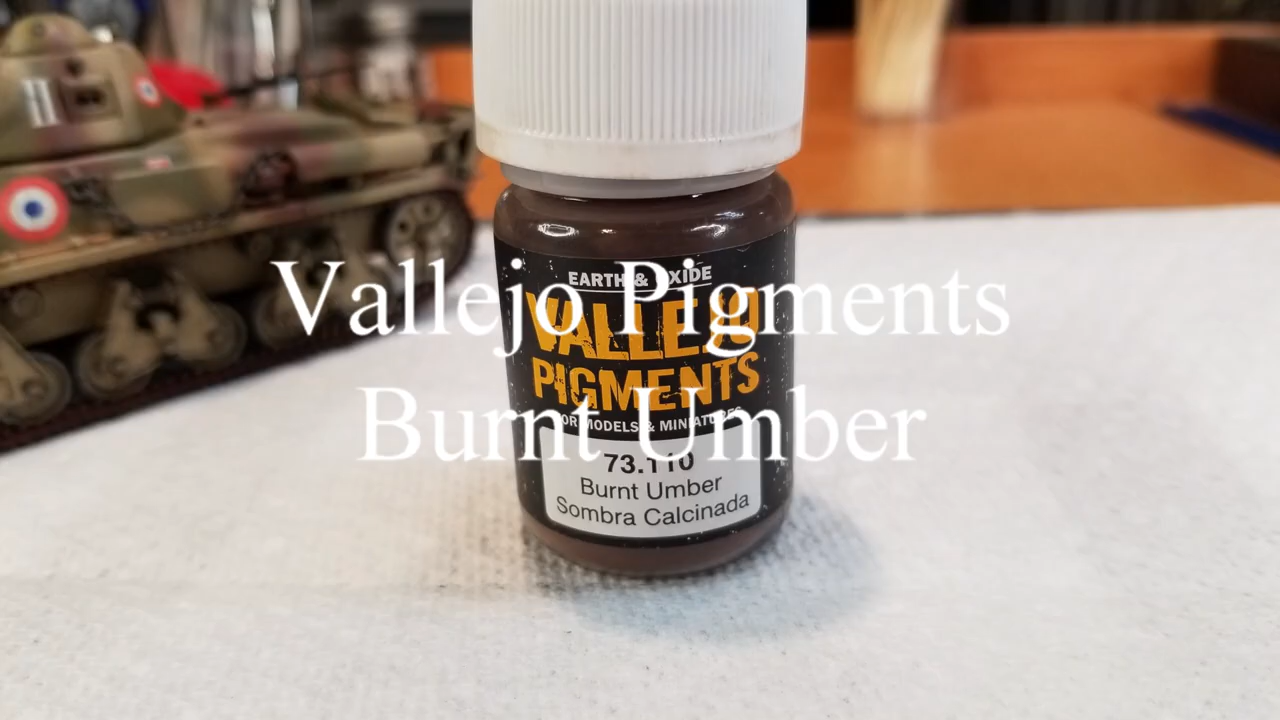 Vallejo Pigments
Burnt Umber
EARTH & OXIDE
VALLEJO
PIGMENTS
FOR MODELS & MINIATURES
73.110
Burnt Umber
Sombra Calcinada